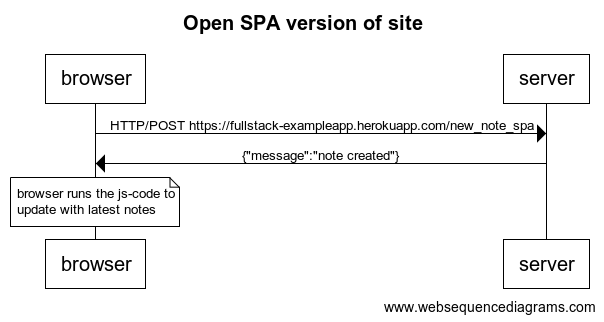 Open SPA version of site
browser
server
HTTP/POST https://fullstack-exampleapp.herokuapp.com/new_note_spa
{"message":"note created"}
browser runs the js-code to
update with latest notes
browser
server
www.websequencediagrams.com